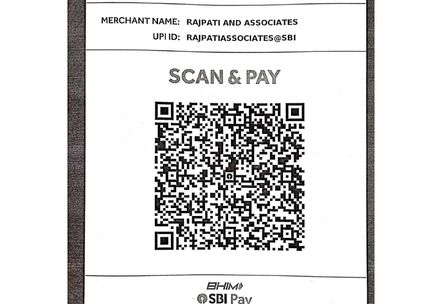 MERCHANT NAME: RAJPATI AND ASSOCIATES
UPI ID: RAJPATIASSOCIATES@SBI
SCAN & PAY
BHIM
SBI Pay